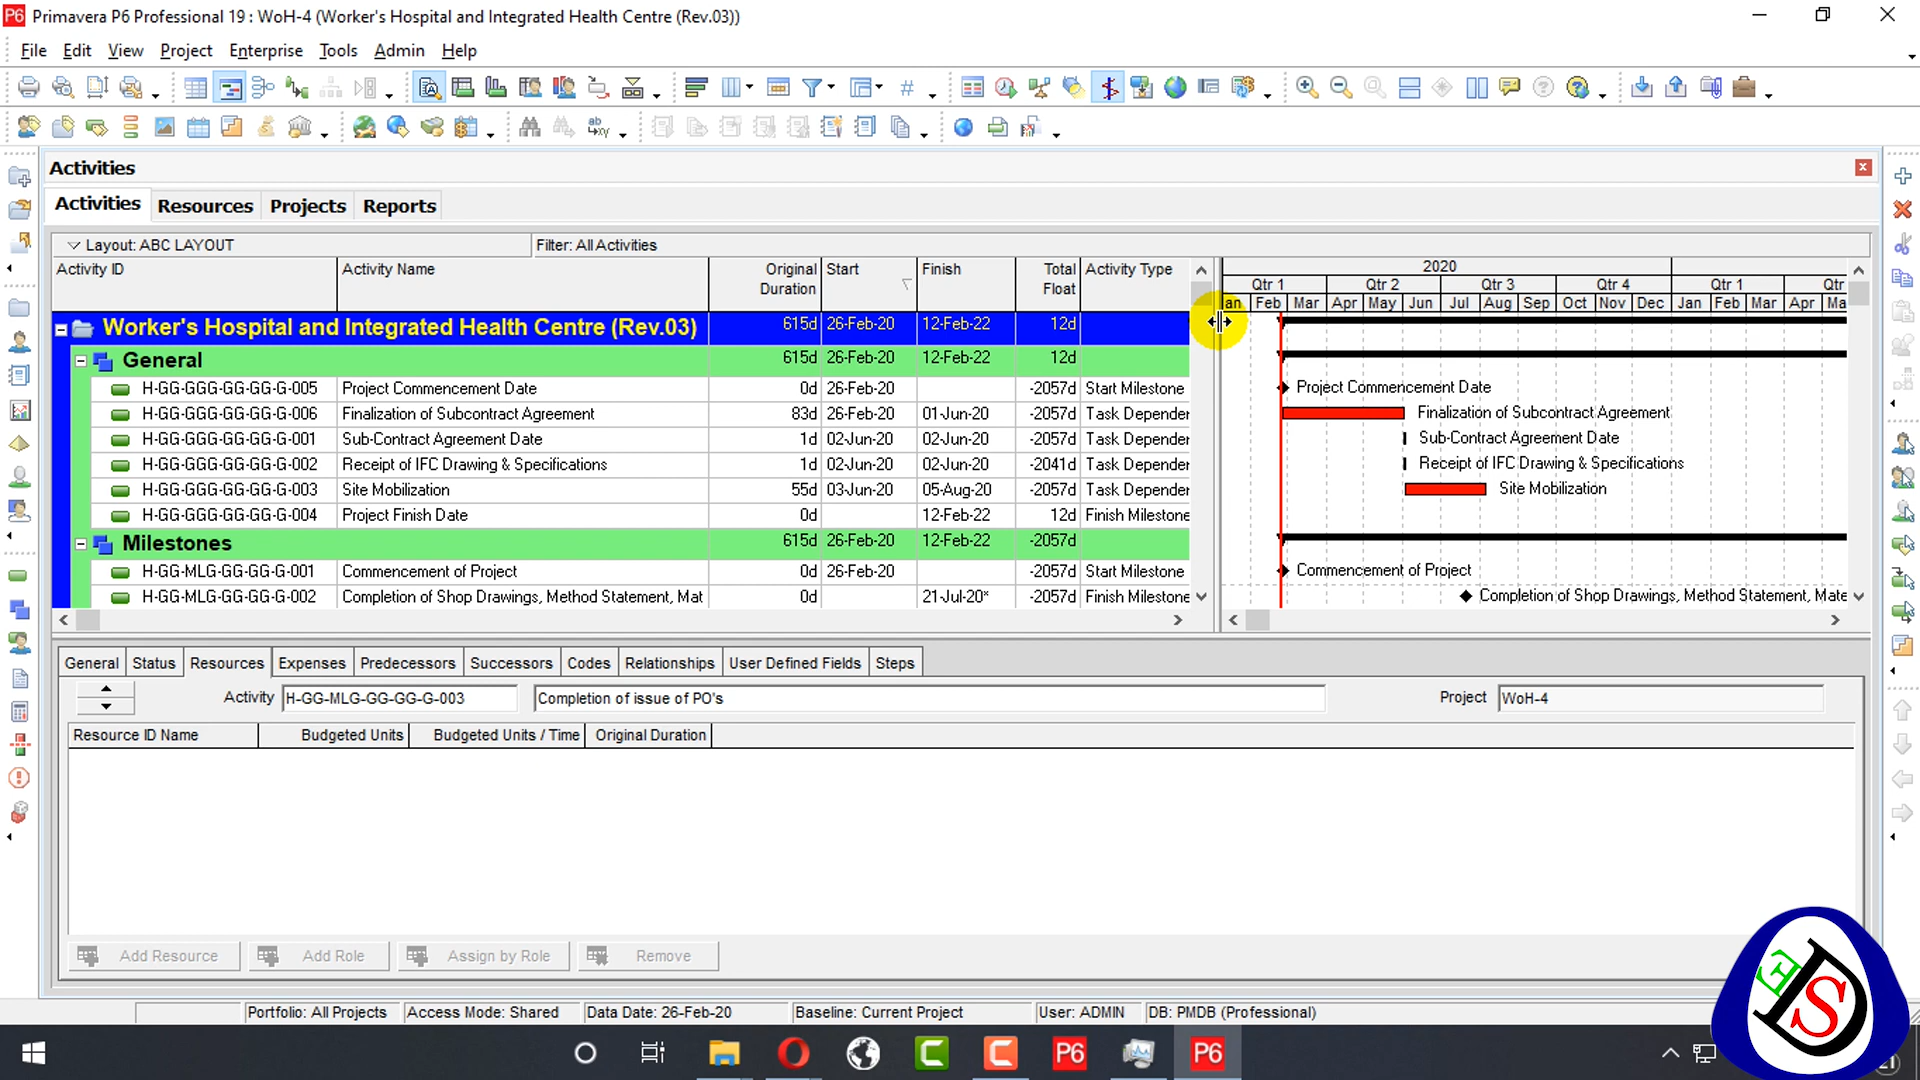 Primavera P6 Professional 19 : WoH-4 (Worker's Hospital and Integrated Health Centre (Rev.03))
File Edit View Project Enterprise Tools Admin Help
Activities
Activities Resources Projects Reports
Layout: ABC LAYOUT Filter: All Activities
Activity ID Activity Name Original Duration Start Finish Total Float Activity Type
2020
Qtr 1 Qtr 2 Qtr 3 Qtr 4 Qtr 1 Qtr
an Feb Mar Apr May Jun Jul Aug Sep Oct Nov Dec Jan Feb Mar Apr Ma
Worker's Hospital and Integrated Health Centre (Rev.03) 615d 26-Feb-20 12-Feb-22 12d
General 615d 26-Feb-20 12-Feb-22 12d
H-GG-GGG-GG-GG-G-005 Project Commencement Date 0d 26-Feb-20 -2057d Start Milestone Project Commencement Date
H-GG-GGG-GG-GG-G-006 Finalization of Subcontract Agreement 83d 26-Feb-20 01-Jun-20 -2057d Task Depender Finalization of Subcontract Agreement
H-GG-GGG-GG-GG-G-001 Sub-Contract Agreement Date 1d 02-Jun-20 02-Jun-20 -2057d Task Depender Sub-Contract Agreement Date
H-GG-GGG-GG-GG-G-002 Receipt of IFC Drawing & Specifications 1d 02-Jun-20 02-Jun-20 -2041d Task Depender Receipt of IFC Drawing & Specifications
H-GG-GGG-GG-GG-G-003 Site Mobilization 55d 03-Jun-20 05-Aug-20 -2057d Task Depender Site Mobilization
H-GG-GGG-GG-GG-G-004 Project Finish Date 0d 12-Feb-22 12d Finish Milestone
Milestones 615d 26-Feb-20 12-Feb-22 -2057d
H-GG-MLG-GG-GG-G-001 Commencement of Project 0d 26-Feb-20 -2057d Start Milestone Commencement of Project
H-GG-MLG-GG-GG-G-002 Completion of Shop Drawings, Method Statement, Mat 0d 21-Jul-20* -2057d Finish Milestone Completion of Shop Drawings, Method Statement, Mate
General Status Resources Expenses Predecessors Successors Codes Relationships User Defined Fields Steps
Activity H-GG-MLG-GG-GG-G-003 Completion of issue of PO's Project WoH-4
Resource ID Name Budgeted Units Budgeted Units / Time Original Duration
Add Resource Add Role Assign by Role Remove
Portfolio: All Projects Access Mode: Shared Data Date: 26-Feb-20 Baseline: Current Project User: ADMIN DB: PMDB (Professional)